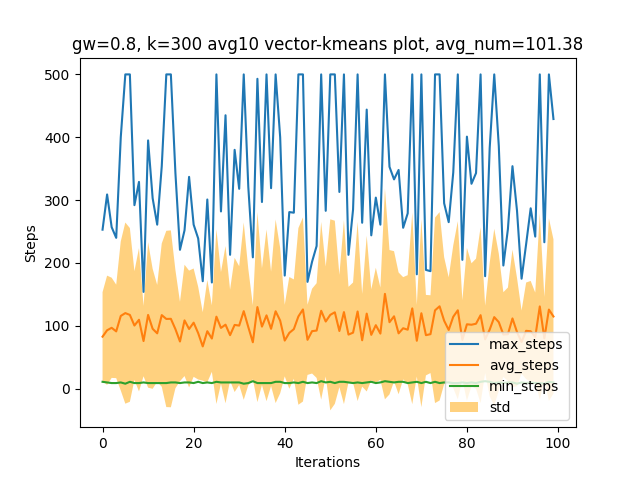 gw=0.8, k=300 avg10 vector-kmeans plot, avg_num=101.38
500
400
300
200
100
0
Steps
0
20
40
60
80
100
Iterations
max_steps
avg_steps
min_steps
std